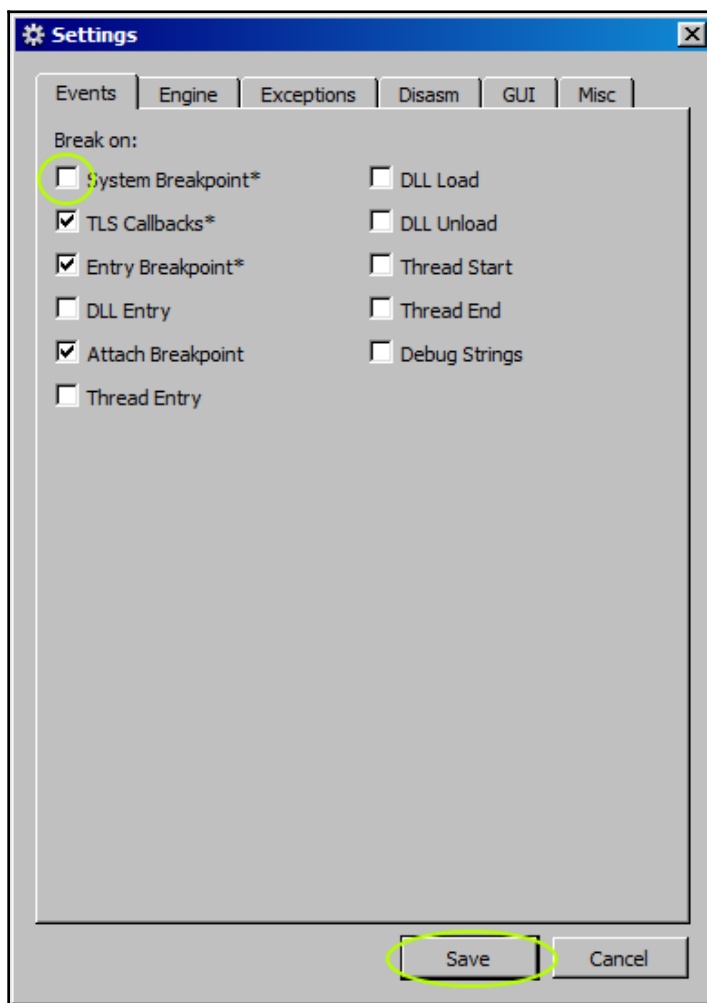 Settings
Events Engine Exceptions Disasm GUI Misc
Break on:
System Breakpoint* DLL Load
TLS Callbacks* DLL Unload
Entry Breakpoint* Thread Start
DLL Entry Thread End
Attach Breakpoint Debug Strings
Thread Entry
Save Cancel